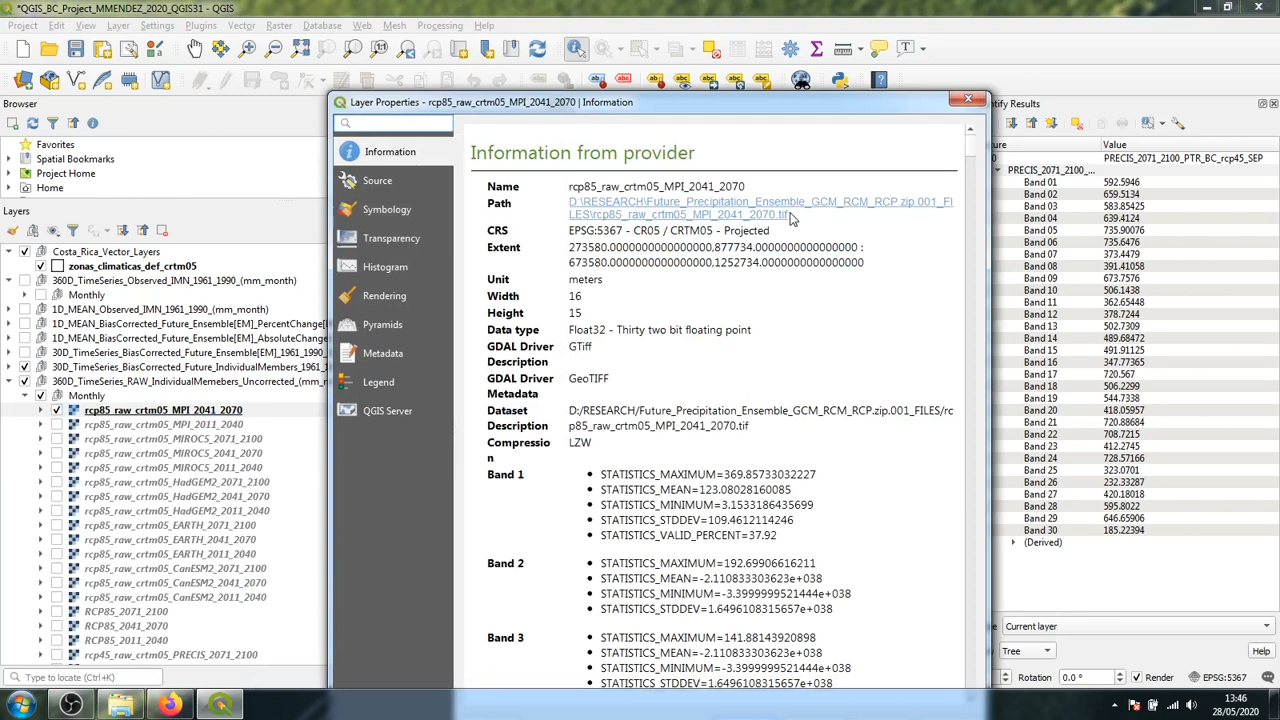 *QGIS_BC_Project_MMENDEZ_2020_QGIS31 - QGIS
Project Edit View Layer Settings Plugins Vector Raster Database Web Mesh Processing Help
Browser
Favorites
Spatial Bookmarks
Project Home
Home
Layers
Costa_Rica_Vector_Layers
zonas_climaticas_def_crtm05
360D_TimeSeries_Observed_IMN_1961_1990_(mm_month)
Monthly
1D_MEAN_Observed_IMN_1961_1990_(mm_month)
1D_MEAN_BiasCorrected_Future_Ensemble[EM]_PercentChange[
1D_MEAN_BiasCorrected_Future_Ensemble[EM]_AbsoluteChange
30D_TimeSeries_BiasCorrected_Future_Ensemble[EM]_1961_1990
30D_TimeSeries_BiasCorrected_Future_IndividualMembers_1961_1
360D_TimeSeries_RAW_IndividualMemebers_Uncorrected_(mm_m
Monthly
rcp85_raw_crtm05_MPI_2041_2070
rcp85_raw_crtm05_MPI_2011_2040
rcp85_raw_crtm05_MIROC5_2071_2100
rcp85_raw_crtm05_MIROC5_2041_2070
rcp85_raw_crtm05_MIROC5_2011_2040
rcp85_raw_crtm05_HadGEM2_2071_2100
rcp85_raw_crtm05_HadGEM2_2041_2070
rcp85_raw_crtm05_HadGEM2_2011_2040
rcp85_raw_crtm05_EARTH_2071_2100
rcp85_raw_crtm05_EARTH_2041_2070
rcp85_raw_crtm05_EARTH_2011_2040
rcp85_raw_crtm05_CanESM2_2071_2100
rcp85_raw_crtm05_CanESM2_2041_2070
rcp85_raw_crtm05_CanESM2_2011_2040
RCP85_2071_2100
RCP85_2041_2070
RCP85_2011_2040
rcp45_raw_crtm05_PRECIS_2071_2100
Type to locate (Ctrl+K)
Layer Properties - rcp85_raw_crtm05_MPI_2041_2070 | Information
Information
Source
Symbology
Transparency
Histogram
Rendering
Pyramids
Metadata
Legend
QGIS Server
Information from provider
Name rcp85_raw_crtm05_MPI_2041_2070
Path D:\RESEARCH\Future_Precipitation_Ensemble_GCM_RCM_RCP.zip.001_FI
LES\rcp85_raw_crtm05_MPI_2041_2070.tif
CRS EPSG:5367 - CR05 / CRTM05 - Projected
Extent 273580.0000000000000000,877734.0000000000000000 :
673580.0000000000000000,1252734.0000000000000000
Unit meters
Width 16
Height 15
Data type Float32 - Thirty two bit floating point
GDAL Driver GTiff
Description
GDAL Driver GeoTIFF
Metadata
Dataset D:/RESEARCH/Future_Precipitation_Ensemble_GCM_RCM_RCP.zip.001_FILES/rc
Description p85_raw_crtm05_MPI_2041_2070.tif
Compressio LZW
n
Band 1 • STATISTICS_MAXIMUM=369.85733032227
• STATISTICS_MEAN=123.08028160085
• STATISTICS_MINIMUM=3.1533186435699
• STATISTICS_STDDEV=109.4612114246
• STATISTICS_VALID_PERCENT=37.92
Band 2 • STATISTICS_MAXIMUM=192.69906616211
• STATISTICS_MEAN=-2.110833303623e+038
• STATISTICS_MINIMUM=-3.3999999521444e+038
• STATISTICS_STDDEV=1.6496108315657e+038
Band 3 • STATISTICS_MAXIMUM=141.88143920898
• STATISTICS_MEAN=-2.110833303623e+038
• STATISTICS_MINIMUM=-3.3999999521444e+038
• STATISTICS_STDDEV=1.6496108315657e+038
entify Results
ture Value
0 PRECIS_2071_2100_PTR_BC_rcp45_SEP
PRECIS_2071_2100_...
Band 01 592.5946
Band 02 659.5134
Band 03 583.85425
Band 04 639.4124
Band 05 735.90076
Band 06 735.6476
Band 07 373.4479
Band 08 391.41058
Band 09 673.7576
Band 10 506.1438
Band 11 362.65448
Band 12 378.7244
Band 13 502.7309
Band 14 489.68472
Band 15 491.91125
Band 16 347.77365
Band 17 720.567
Band 18 506.2299
Band 19 544.7338
Band 20 418.05957
Band 21 720.88684
Band 22 708.7215
Band 23 612.2271
Band 24 728.57166
Band 25 323.0701
Band 26 232.33287
Band 27 420.18018
Band 28 595.8022
Band 29 646.65906
Band 30 185.22394
(Derived)
e Current layer
Tree Help
Rotation 0.0 ° Render EPSG:5367
13:46
28/05/2020